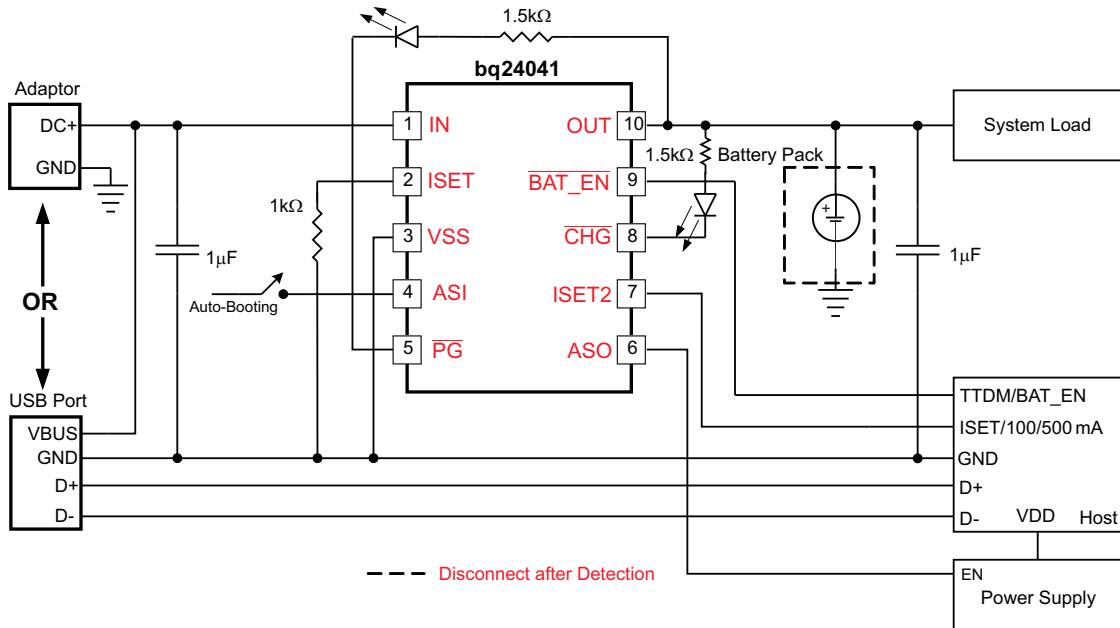 1.5kΩ
bq24041
Adaptor
DC+
GND
1 IN
OUT 10
System Load
1.5kΩ
Battery Pack
2 ISET
BAT_EN 9
1kΩ
+
3 VSS
CHG 8
1μF
1μF
OR
4 ASI
ISET2 7
Auto-Booting
5 PG
ASO 6
USB Port
TTDM/BAT_EN
VBUS
ISET/100/500 mA
GND
GND
D+
D+
D-
D-
VDD
Host
Disconnect after Detection
EN
Power Supply